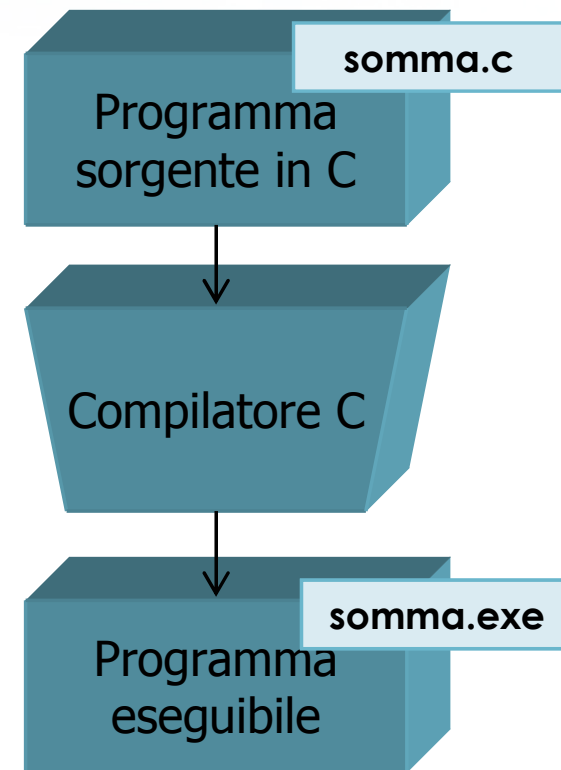 somma.c
Programma
sorgente in C
Compilatore C
somma.exe
Programma
eseguibile